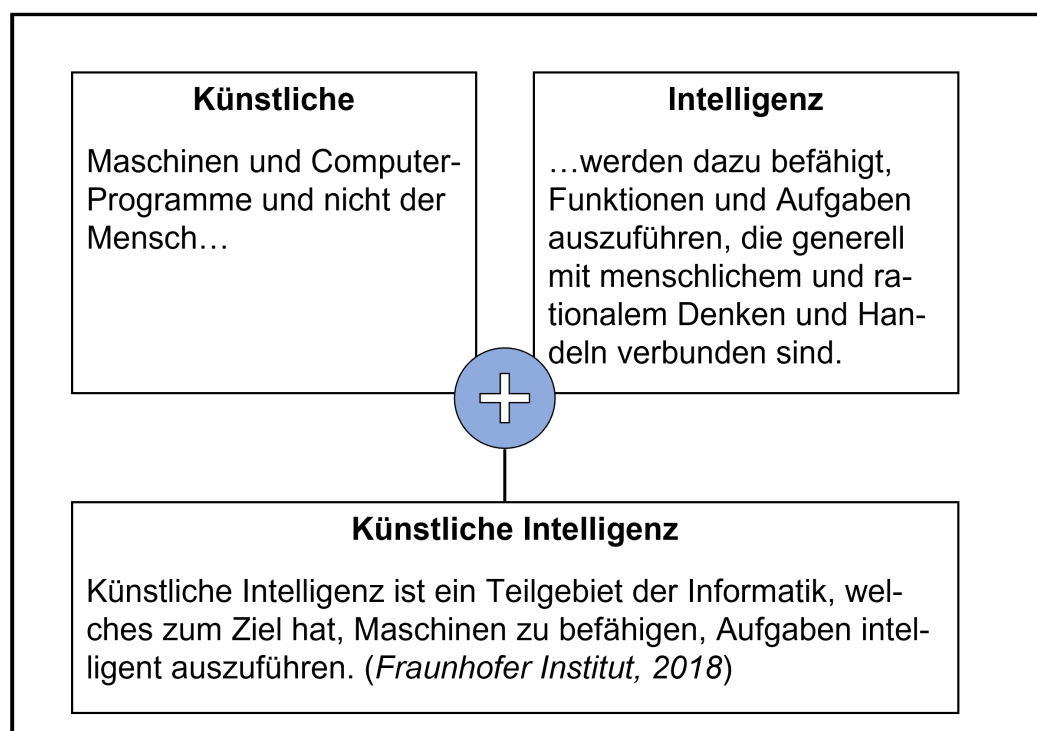 Künstliche
Maschinen und Computer-
Programme und nicht der
Mensch…
Intelligenz
…werden dazu befähigt,
Funktionen und Aufgaben
auszuführen, die generell
mit menschlichem und ra-
tionalem Denken und Han-
deln verbunden sind.
Künstliche Intelligenz
Künstliche Intelligenz ist ein Teilgebiet der Informatik, wel-
ches zum Ziel hat, Maschinen zu befähigen, Aufgaben intel-
ligent auszuführen. (Fraunhofer Institut, 2018)